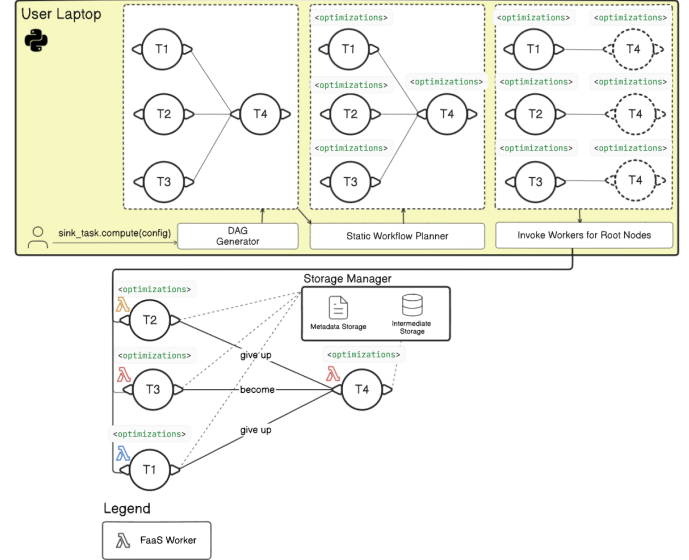 User Laptop
<optimizations>
<optimizations> <optimizations>
T1
T4
T1
T1 T4
<optimizations> <optimizations>
<optimizations> <optimizations>
T2
T4
T2
T4
T2 T4
<optimizations>
<optimizations> <optimizations>
T3
T3
T3 T4
sink_task.compute(config)
DAG
Generator
Static Workflow Planner
Invoke Workers for Root Nodes
Storage Manager
Metadata Storage
Intermediate
Storage
<optimizations>
T2
give up
<optimizations>
<optimizations>
T3
become
T4
give up
<optimizations>
T1
Legend
FaaS Worker